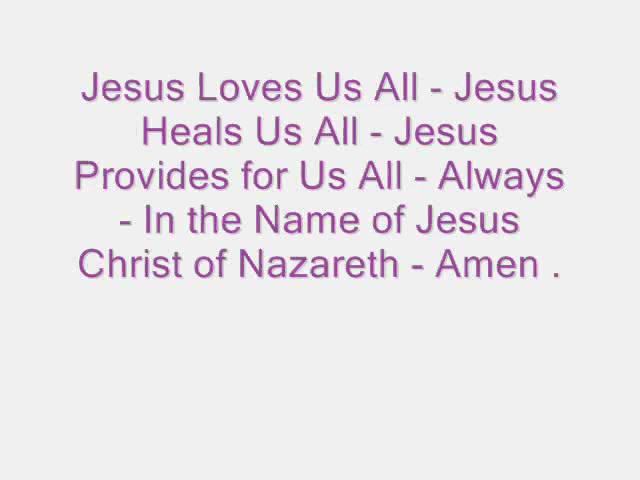 Jesus Loves Us All - Jesus
Heals Us All - Jesus
Provides for Us All - Always
- In the Name of Jesus
Christ of Nazareth - Amen .